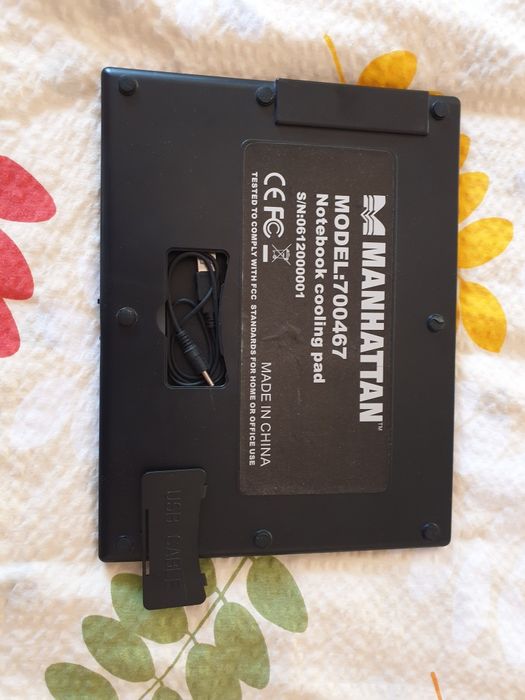 MANHATTAN™
MODEL:700467
Notebook cooling pad
S/N:0612000001
CE FC
TESTED TO COMPLY WITH FCC STANDARDS FOR HOME OR OFFICE USE
MADE IN CHINA
USB CABLE